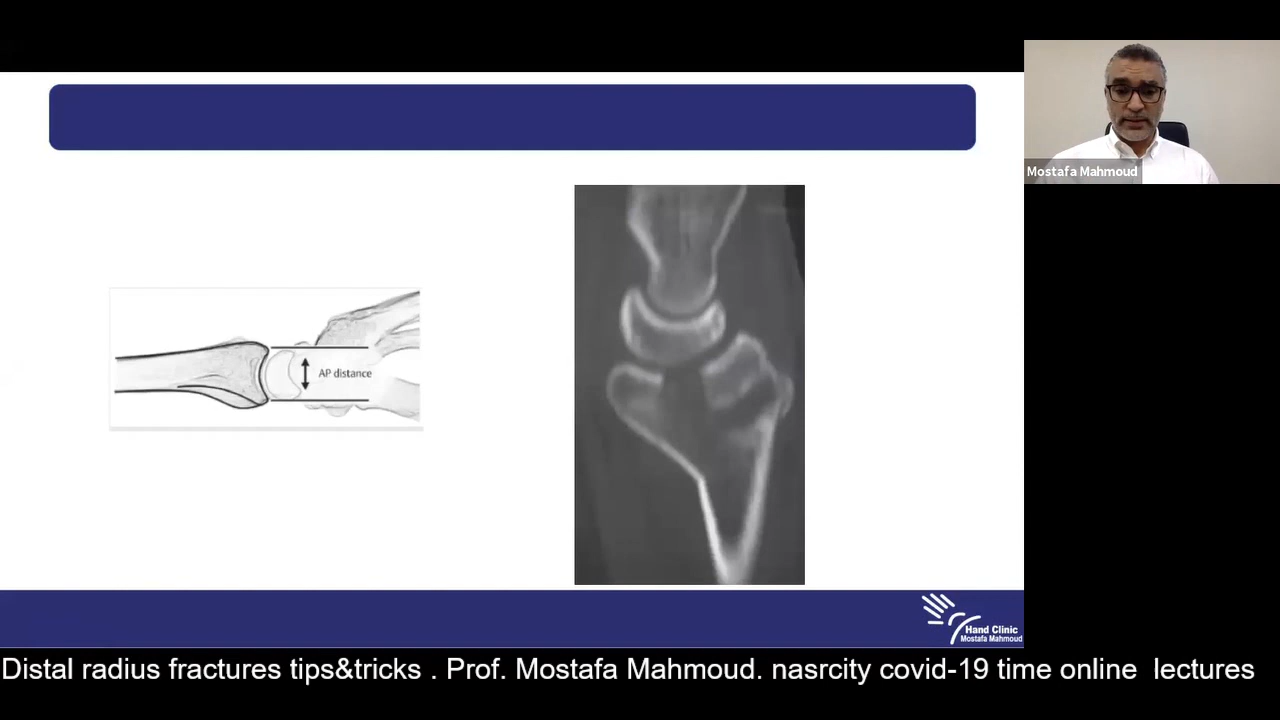 Mostafa Mahmoud
AP distance
Hand Clinic
Mostafa Mahmoud
Distal radius fractures tips&tricks . Prof. Mostafa Mahmoud. nasrcity covid-19 time online  lectures